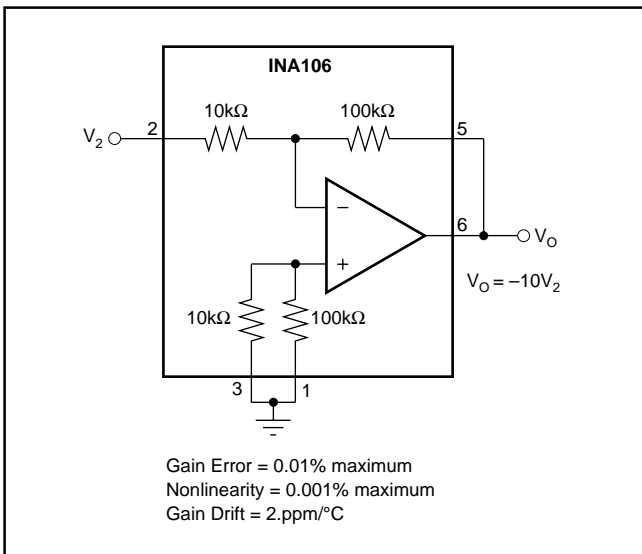 INA106
10kΩ 100kΩ
V2 2 5
− 6
+ VO
VO = –10V2
10kΩ 100kΩ
3 1
Gain Error = 0.01% maximum
Nonlinearity = 0.001% maximum
Gain Drift = 2.ppm/°C